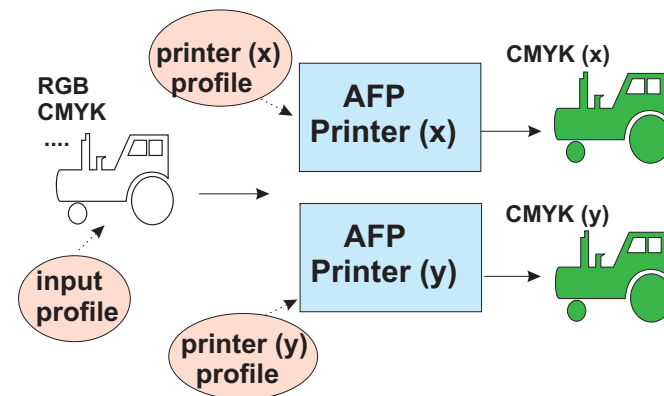 printer (x)
profile
RGB
CMYK
....
AFP
Printer (x)
CMYK (x)
input
profile
AFP
Printer (y)
CMYK (y)
printer (y)
profile